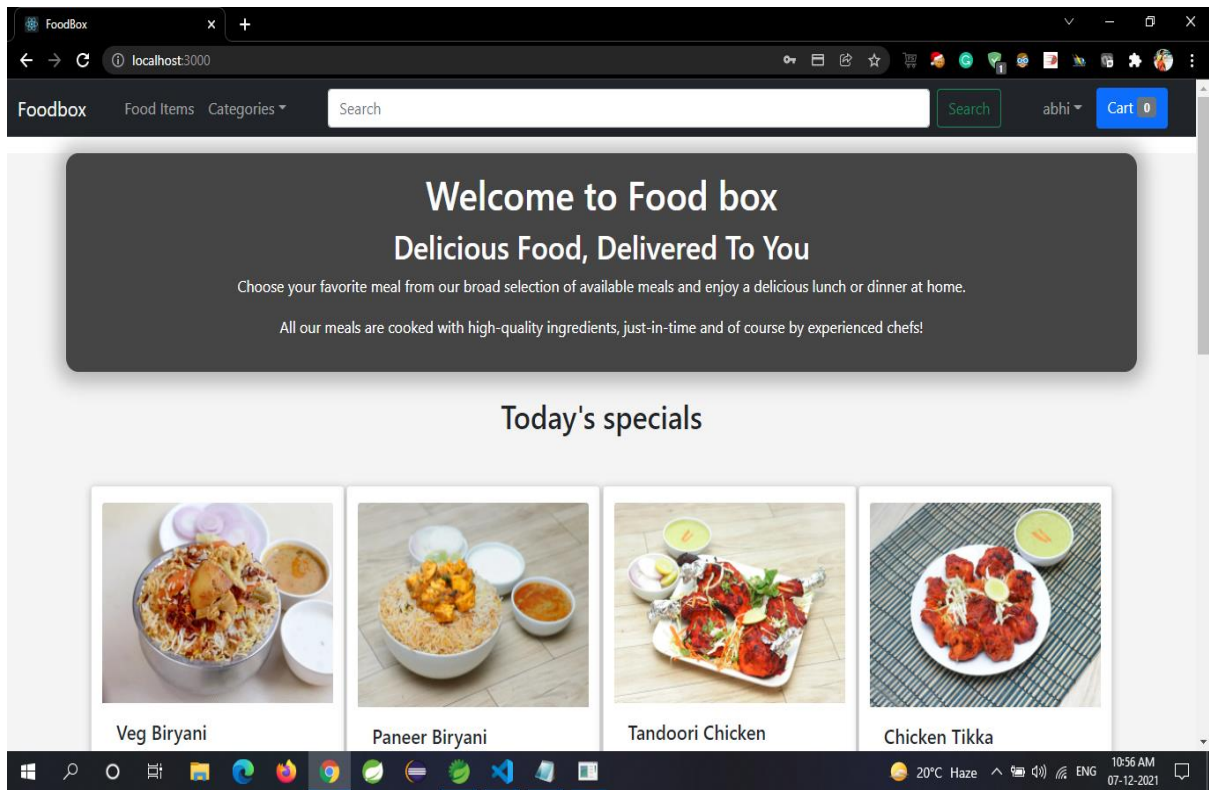 FoodBox
localhost:3000
1
Foodbox Food Items Categories Search Search abhi Cart 0
Welcome to Food box
Delicious Food, Delivered To You
Choose your favorite meal from our broad selection of available meals and enjoy a delicious lunch or dinner at home.
All our meals are cooked with high-quality ingredients, just-in-time and of course by experienced chefs!
Today's specials
Veg Biryani
Paneer Biryani
Tandoori Chicken
Chicken Tikka
20°C Haze ENG 10:56 AM
07-12-2021